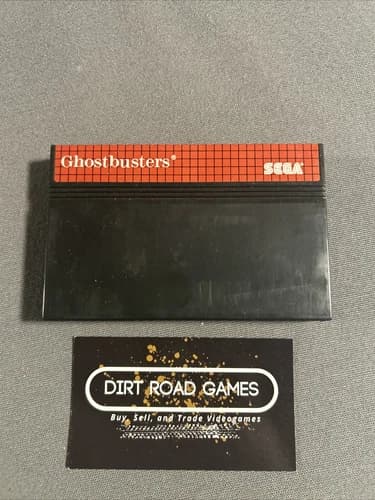 Ghostbusters®
SEGA®
DIRT ROAD GAMES
Buy, Sell, and Trade Videogames